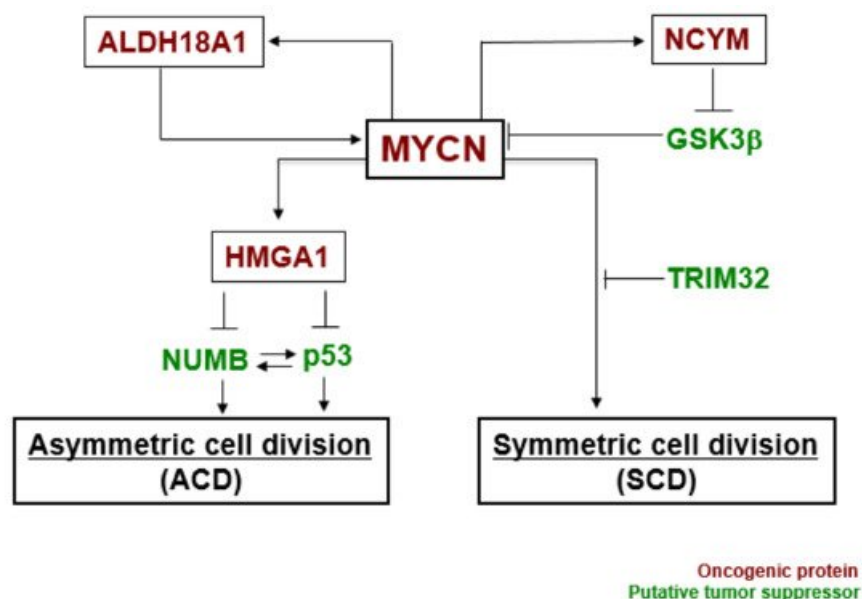 ALDH18A1
NCYM
MYCN
GSK3β
HMGA1
TRIM32
NUMB
p53
Asymmetric cell division
(ACD)
Symmetric cell division
(SCD)
Oncogenic protein
Putative tumor suppressor